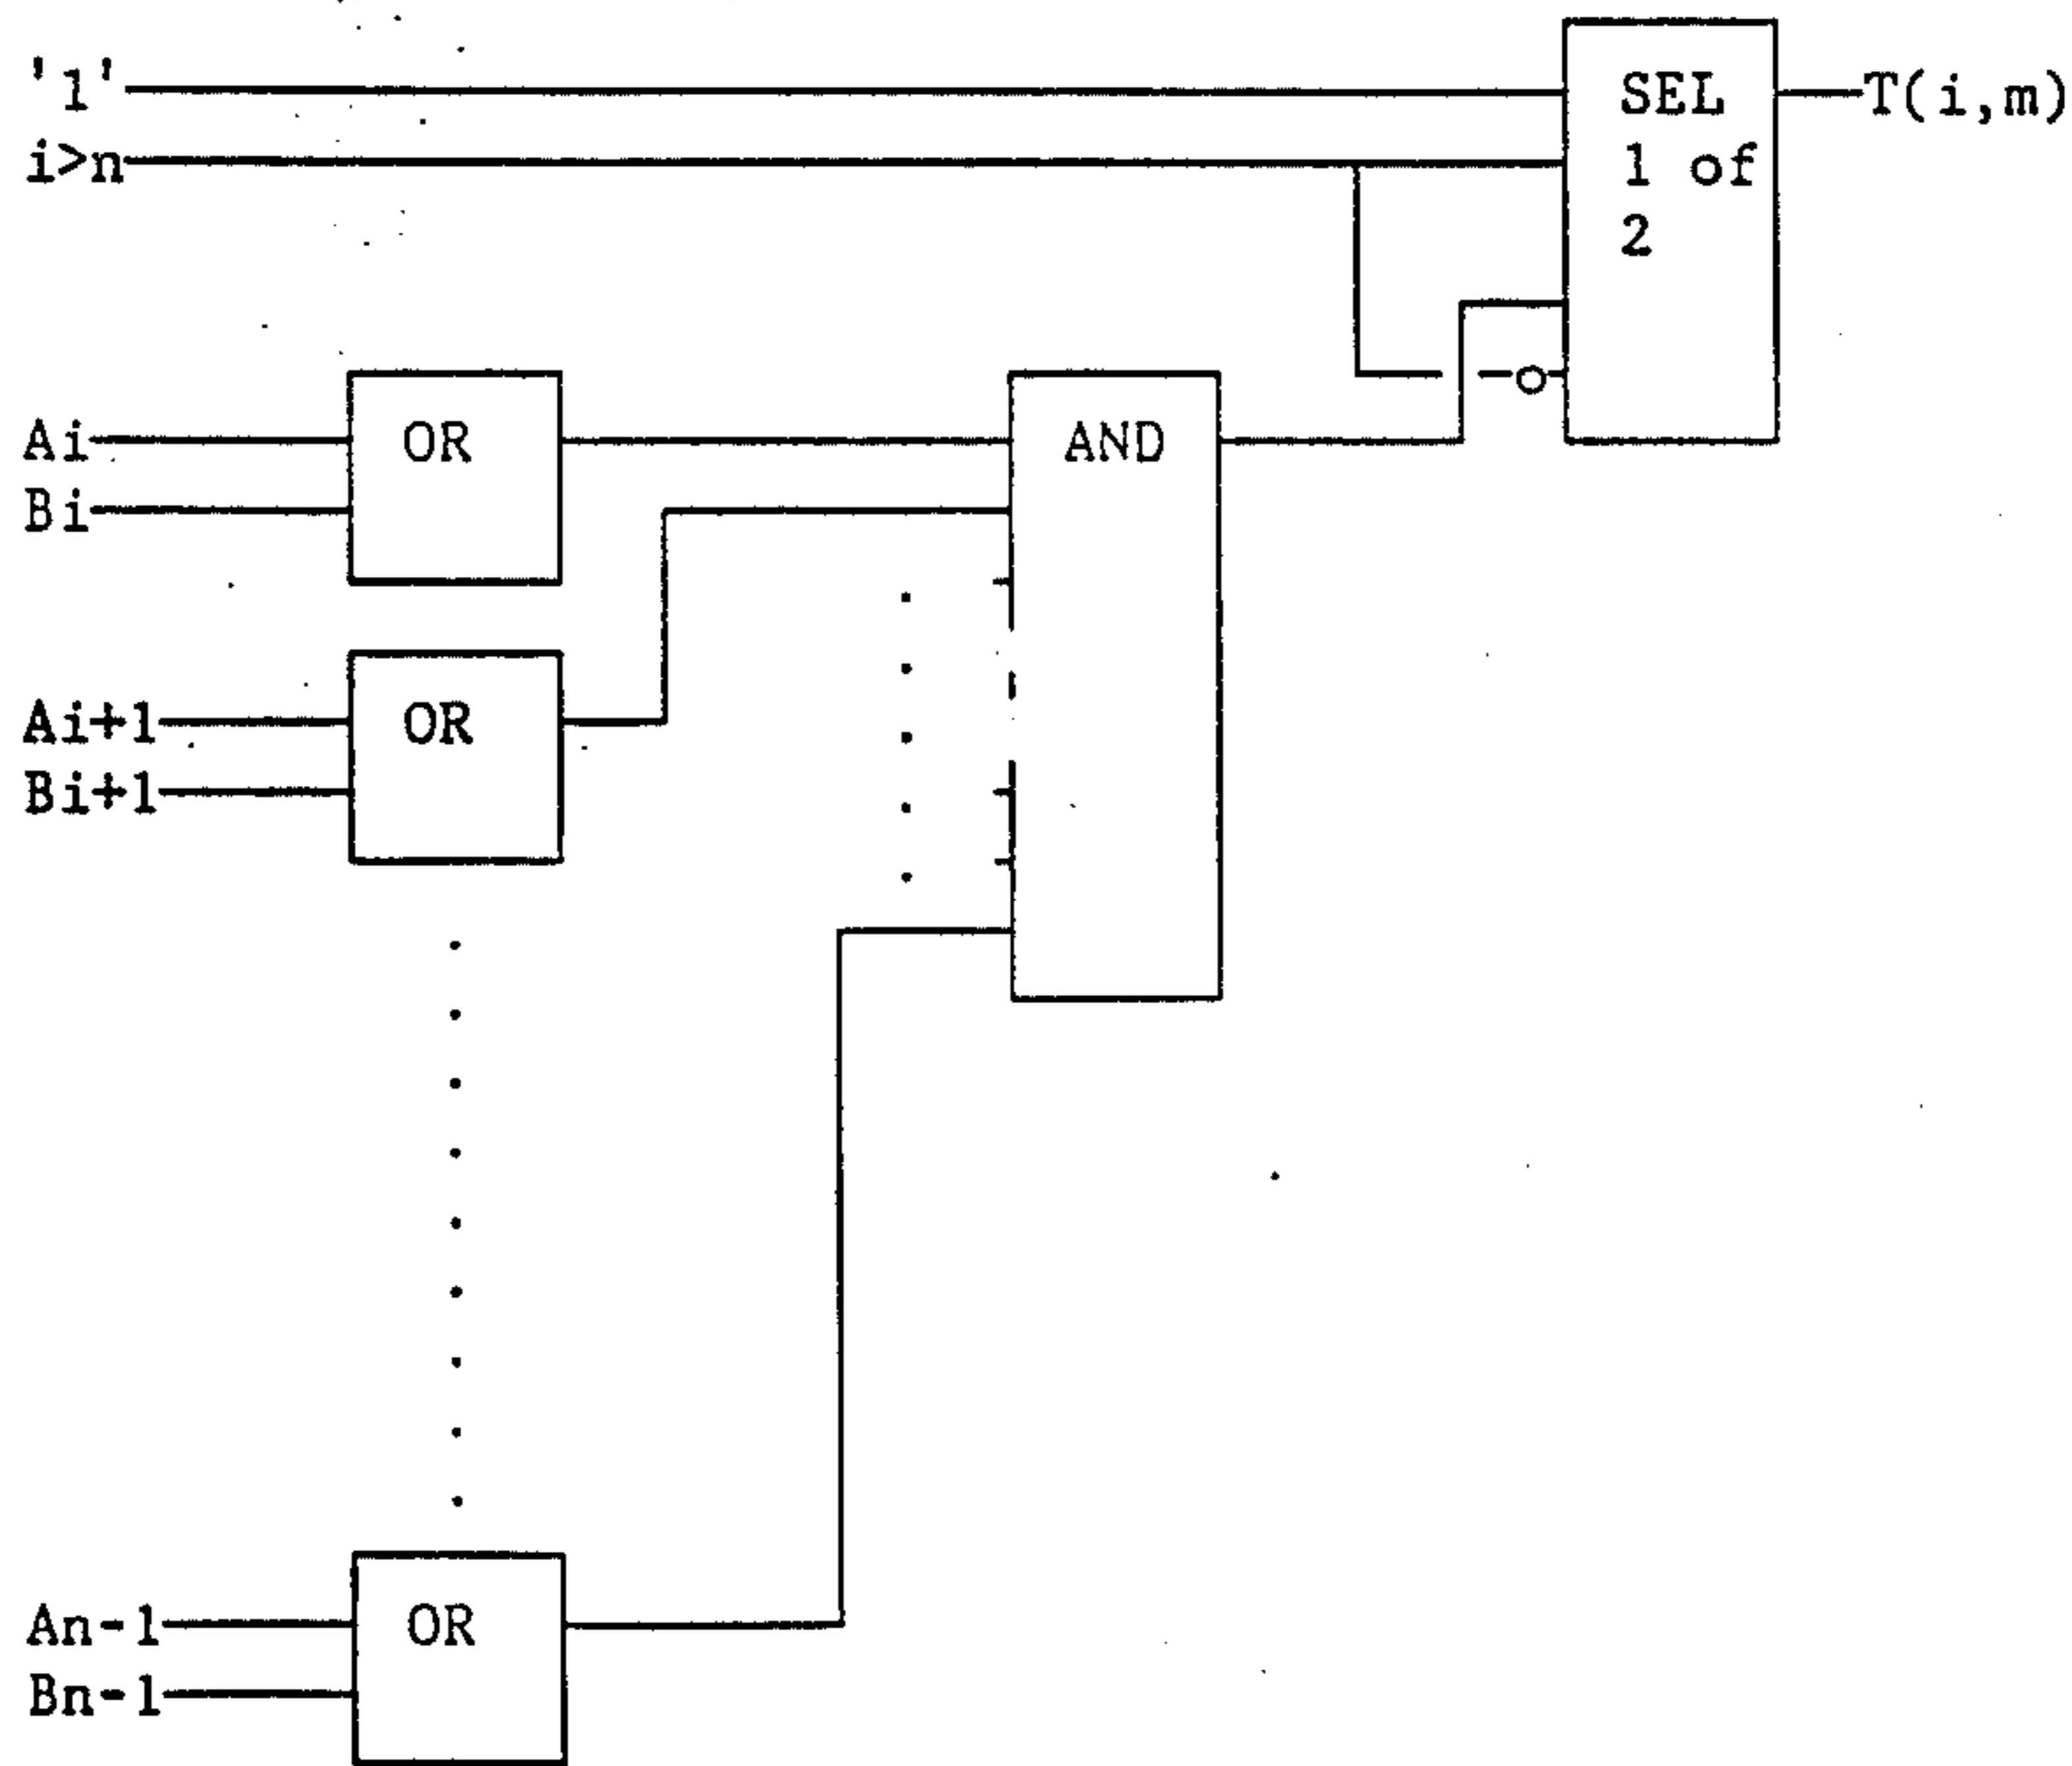 '1'
i>n
SEL
1 of
2
T(i,m)
Ai
Bi
OR
AND
Ai+1
Bi+1
OR
An-1
Bn-1
OR